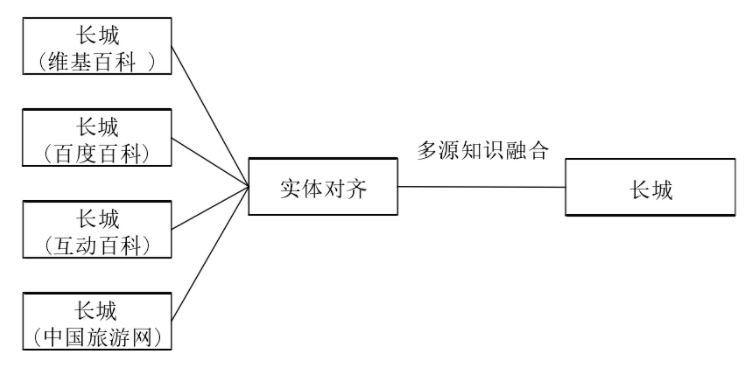 长城
(维基百科 )
长城
(百度百科)
长城
(互动百科)
长城
(中国旅游网)
实体对齐
多源知识融合
长城